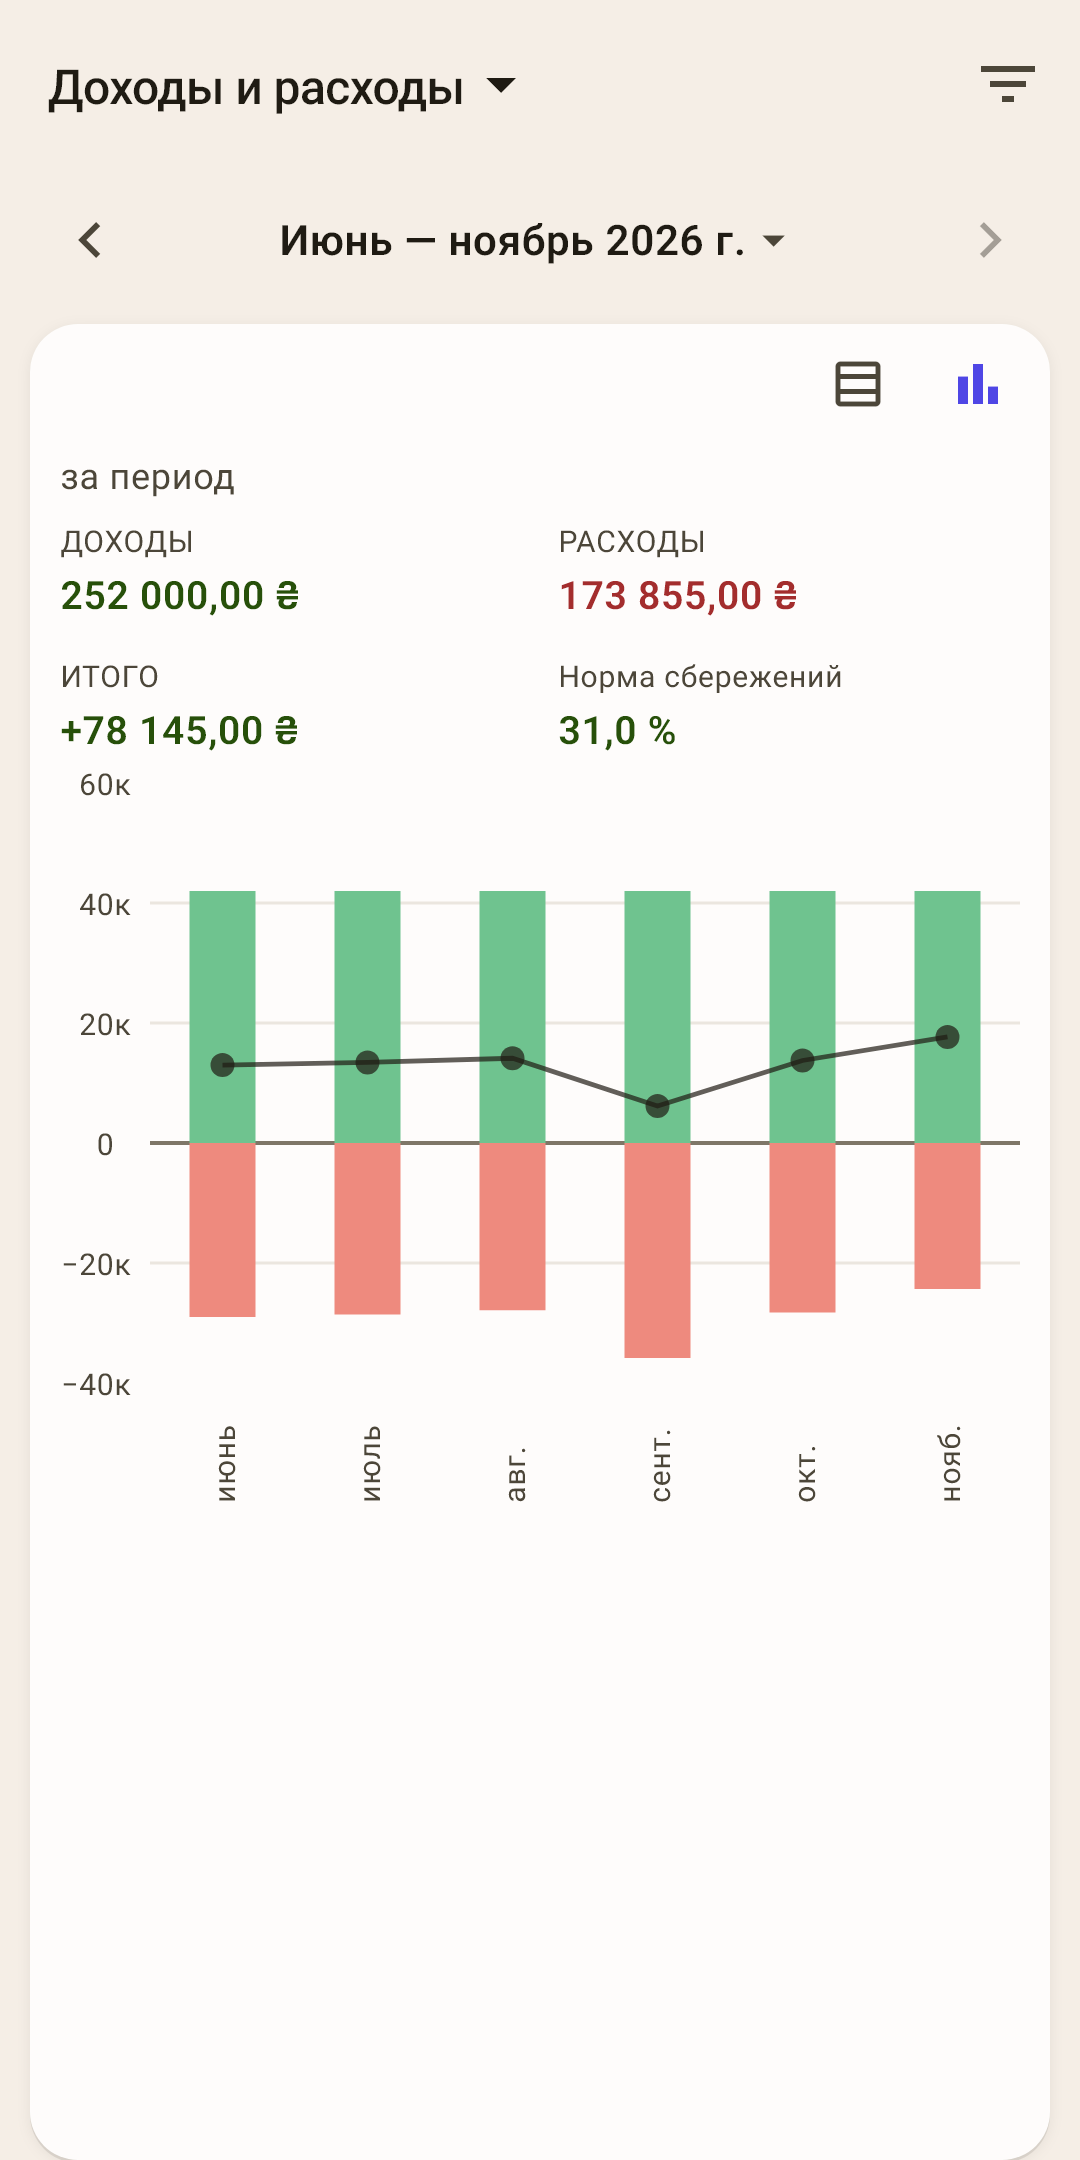 Доходы и расходы
Июнь — ноябрь 2026 г.
за период
ДОХОДЫ
РАСХОДЫ
252 000,00 ₴
173 855,00 ₴
ИТОГО
Норма сбережений
+78 145,00 ₴
31,0 %
60к
40к
20к
0
−20к
−40к
июнь
июль
авг.
сент.
окт.
нояб.